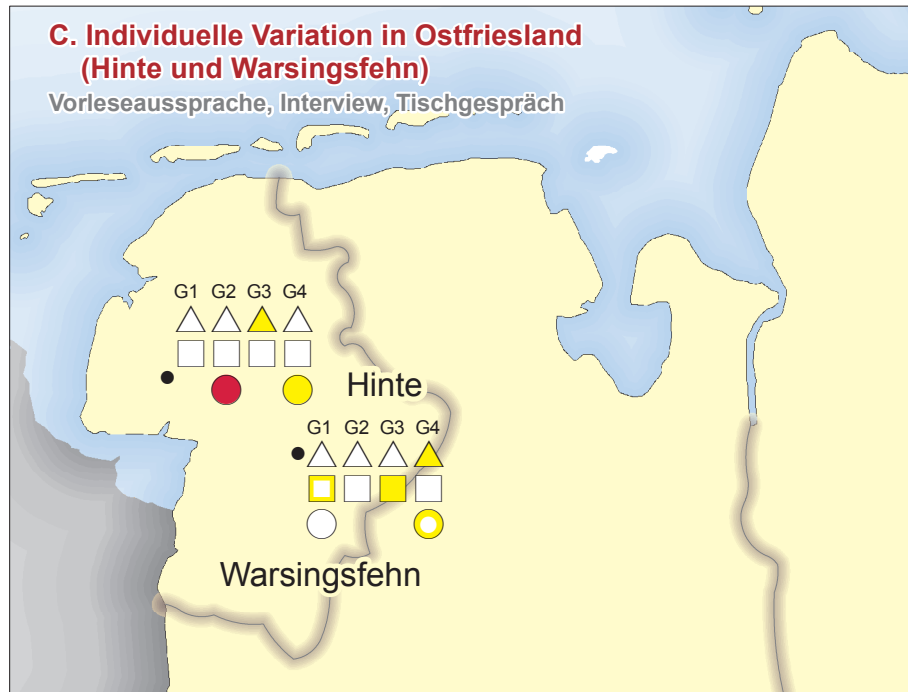 C. Individuelle Variation in Ostfriesland
(Hinte und Warsingsfehn)
Vorleseaussprache, Interview, Tischgespräch
G1 G2 G3 G4
Hinte
G1 G2 G3 G4
Warsingsfehn